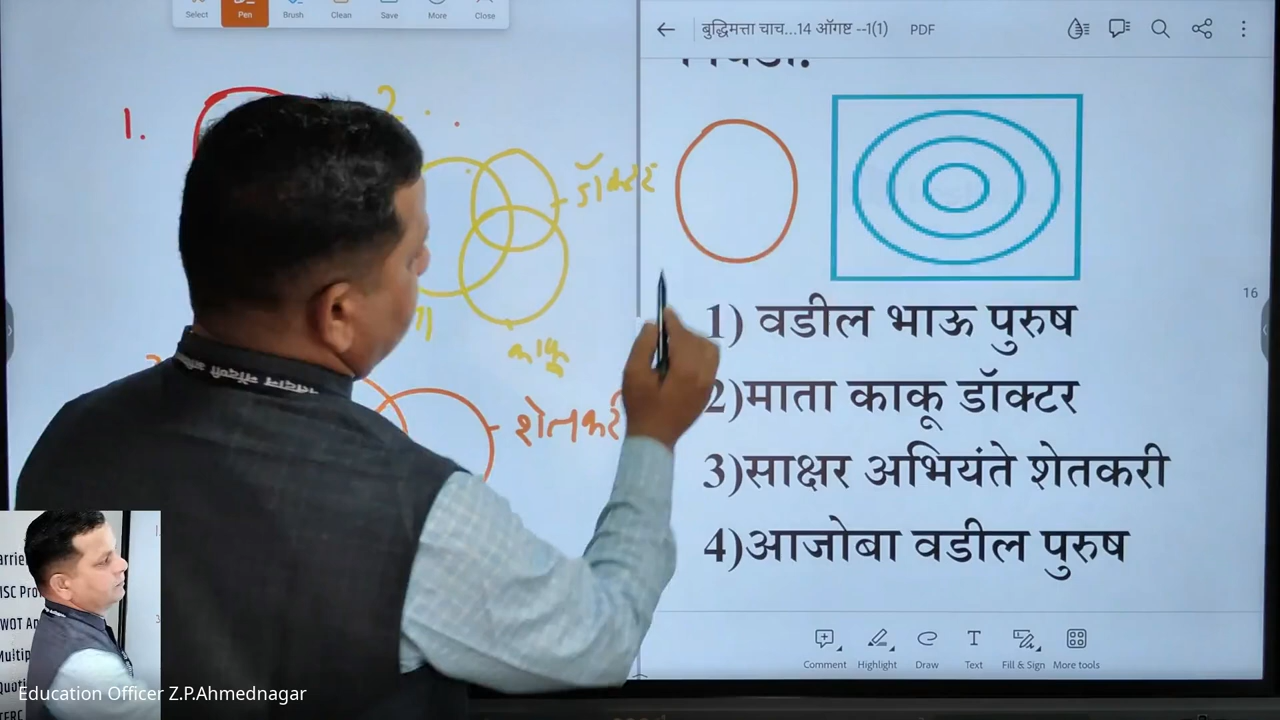 Select Pen Brush Clean Save More Close
बुद्धिमत्ता चाच...14 ऑगष्ट --1(1) PDF
1.
2
डॉक्टर
काकू
शेतकरी
16
1) वडील भाऊ पुरुष
2)माता काकू डॉक्टर
3)साक्षर अभियंते शेतकरी
4)आजोबा वडील पुरुष
Comment Highlight Draw Text Fill & Sign More tools
Education Officer Z.P.Ahmednagar